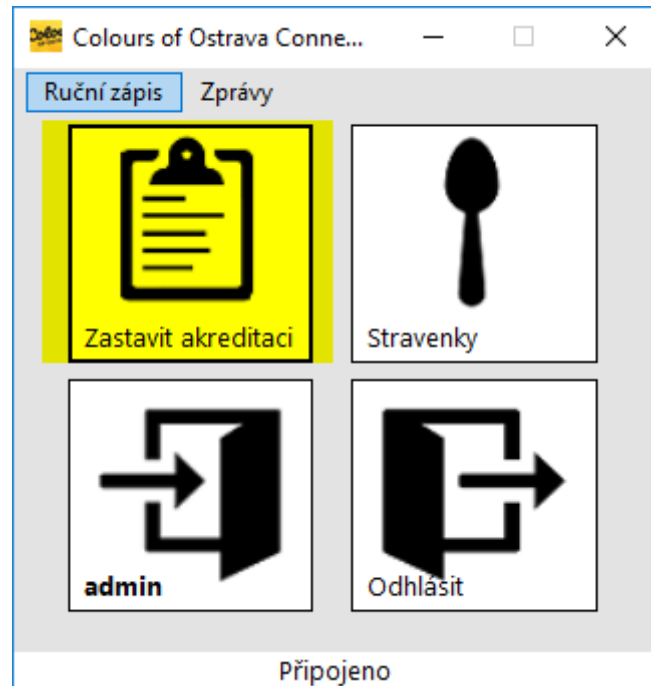 Colours of Ostrava Conne...
Ruční zápis Zprávy
Zastavit akreditaci
Stravenky
admin
Odhlásit
Připojeno